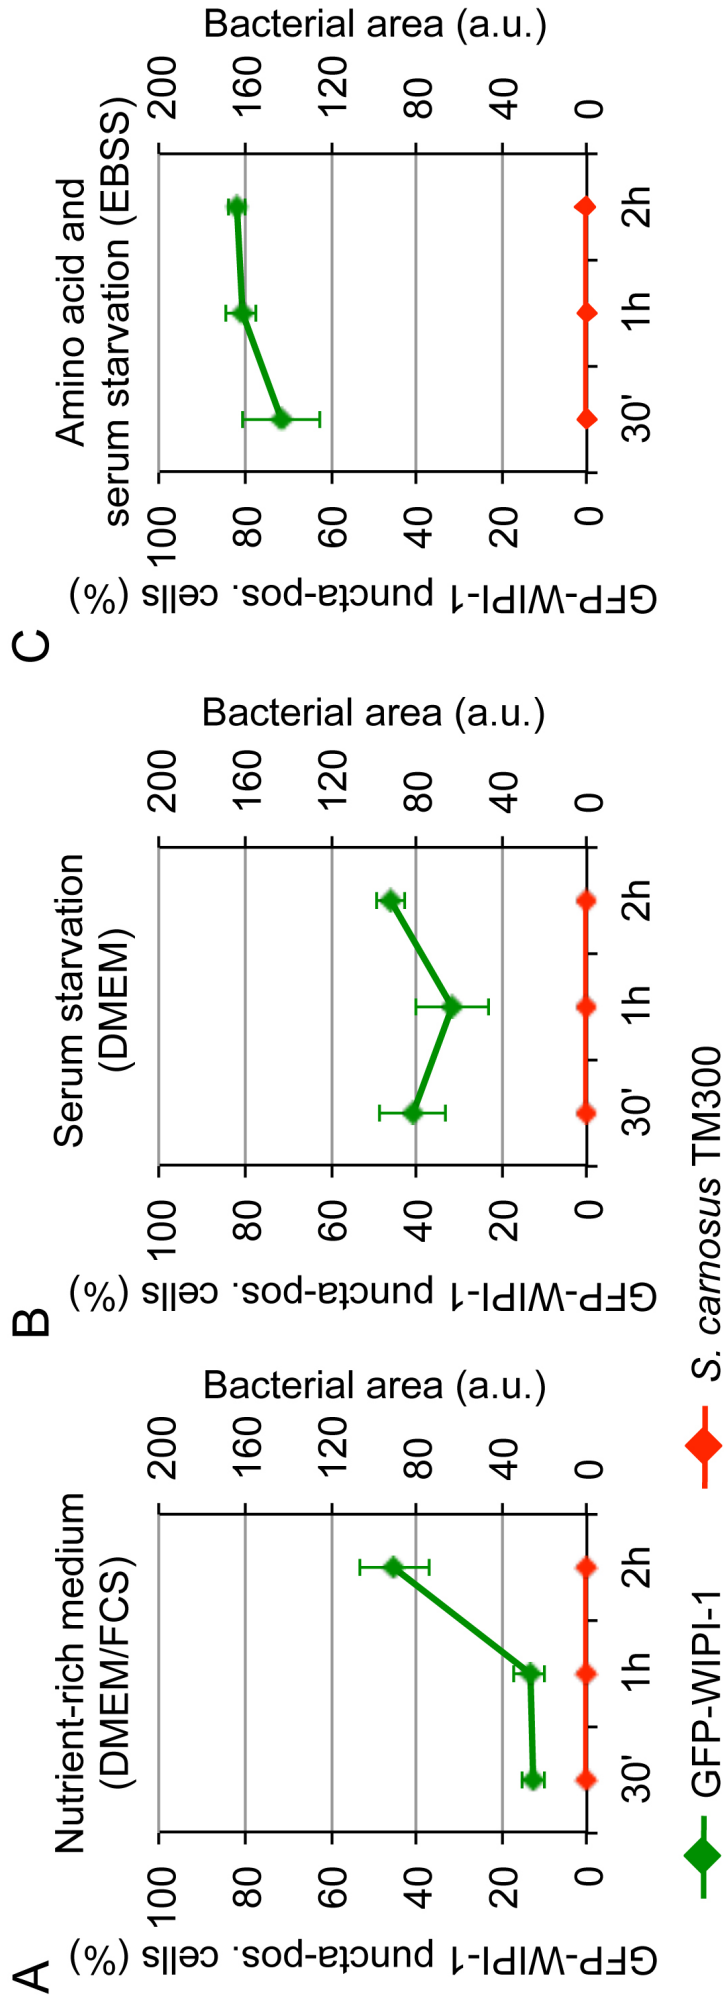 A
Nutrient-rich medium
(DMEM/FCS)
GFP-WIPI-1 puncta-pos. cells (%)
100
80
60
40
20
0
Bacterial area (a.u.)
200
160
120
80
40
0
30'
1h
2h
B
Serum starvation
(DMEM)
GFP-WIPI-1 puncta-pos. cells (%)
100
80
60
40
20
0
Bacterial area (a.u.)
200
160
120
80
40
0
30'
1h
2h
C
Amino acid and
serum starvation (EBSS)
GFP-WIPI-1 puncta-pos. cells (%)
100
80
60
40
20
0
Bacterial area (a.u.)
200
160
120
80
40
0
30'
1h
2h
GFP-WIPI-1
S. carnosus TM300